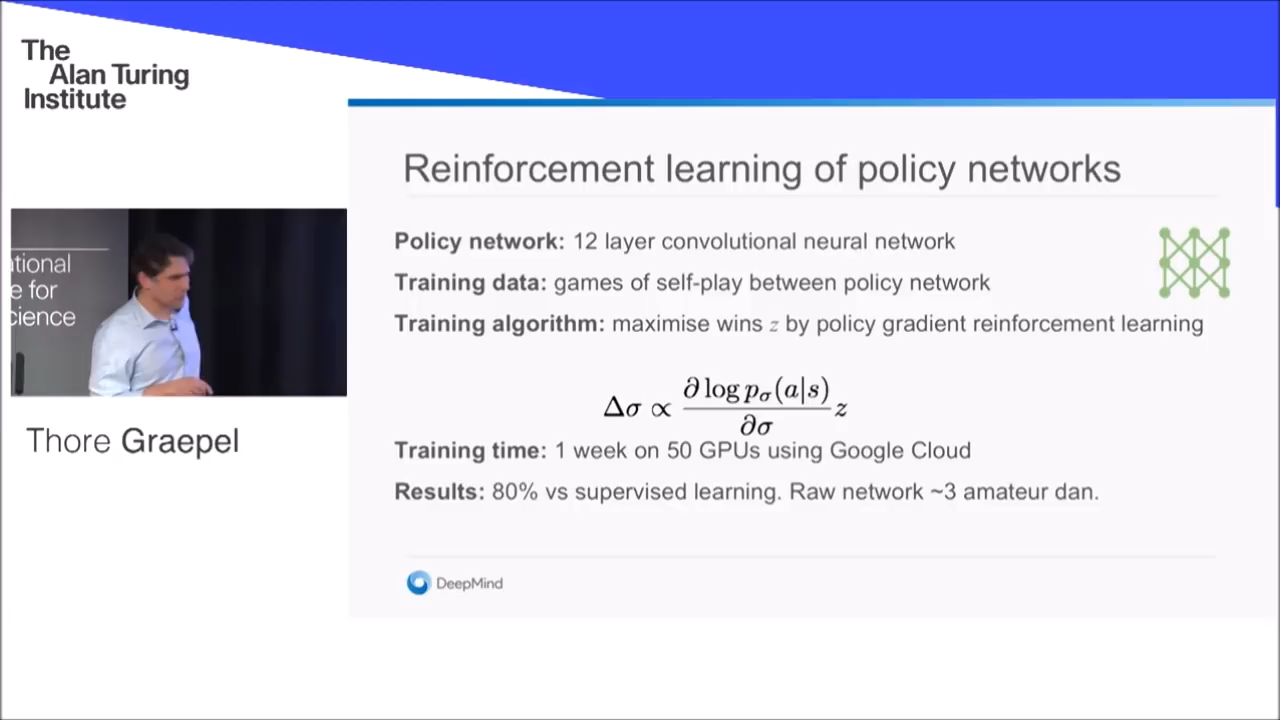 The
Alan Turing
Institute
Reinforcement learning of policy networks
Policy network: 12 layer convolutional neural network
Training data: games of self-play between policy network
Training algorithm: maximise wins z by policy gradient reinforcement learning
Δσ ∝ ∂ log pσ(a|s) / ∂σ z
Training time: 1 week on 50 GPUs using Google Cloud
Results: 80% vs supervised learning. Raw network ~3 amateur dan.
DeepMind
tional
e for
cience
Thore Graepel